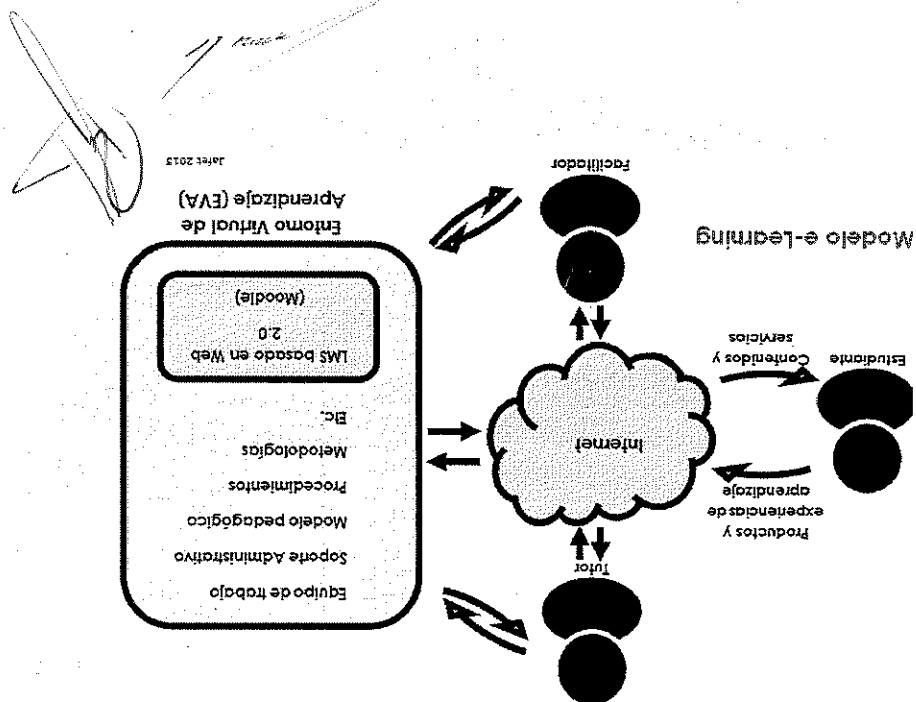 Tutor
Equipo de trabajo
Soporte Administrativo
Modelo pedagógico
Procedimientos
Metodologías
Etc.
LMS basado en Web
2.0
(Moodle)
Entorno Virtual de
Aprendizaje (EVA)
Jafet 2013
Internet
Productos y
experiencias de
aprendizaje
Contenidos y
servicios
Estudiante
Modelo e-Learning
Facilitador